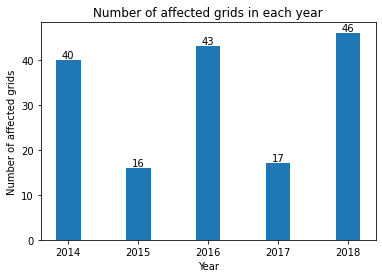 Number of affected grids in each year
46
43
40
40
30
20
17
16
10
0
Number of affected grids
2014 2015 2016 2017 2018
Year